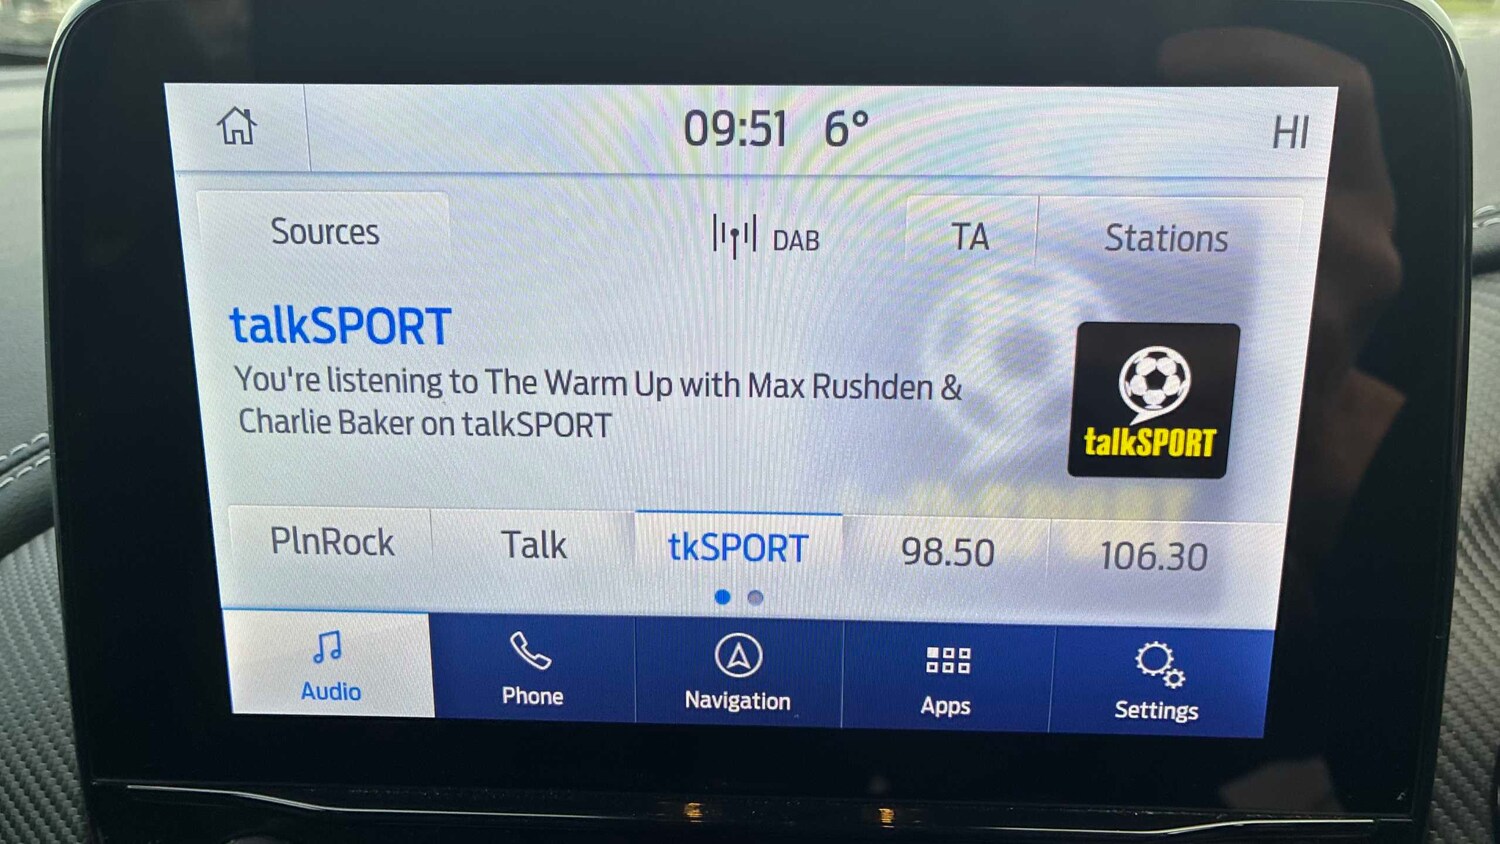 09:51 6°
HI
Sources
DAB
TA
Stations
talkSPORT
You're listening to The Warm Up with Max Rushden &
Charlie Baker on talkSPORT
talkSPORT
PlnRock
Talk
tkSPORT
98.50
106.30
Audio
Phone
Navigation
Apps
Settings